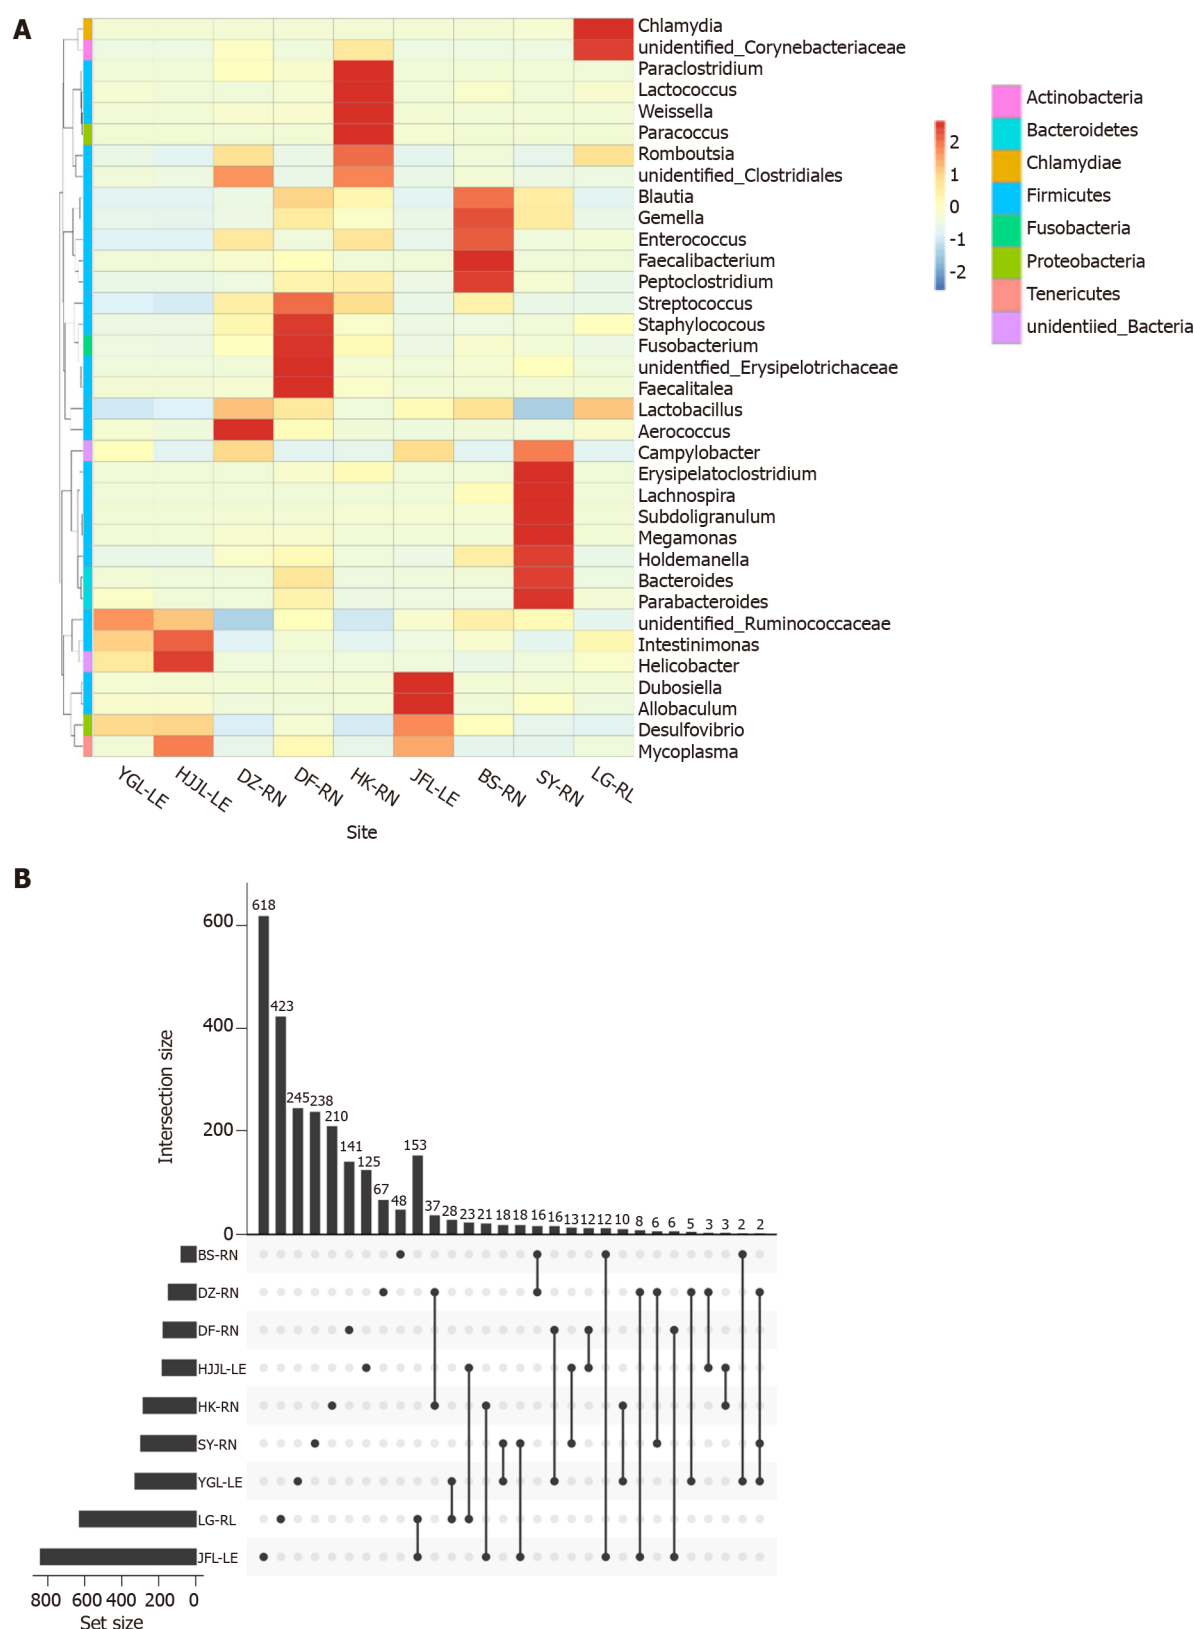 A
Chlamydia
unidentified_Corynebacteriaceae
Paraclostridium
Lactococcus
Weissella
Paracoccus
Romboutsia
unidentified_Clostridiales
Blautia
Gemella
Enterococcus
Faecalibacterium
Peptoclostridium
Streptococcus
Staphylococous
Fusobacterium
unidentfied_Erysipelotrichaceae
Faecalitalea
Lactobacillus
Aerococcus
Campylobacter
Erysipelatoclostridium
Lachnospira
Subdoligranulum
Megamonas
Holdemanella
Bacteroides
Parabacteroides
unidentified_Ruminococcaceae
Intestinimonas
Helicobacter
Dubosiella
Allobaculum
Desulfovibrio
Mycoplasma
2
1
0
-1
-2
Actinobacteria
Bacteroidetes
Chlamydiae
Firmicutes
Fusobacteria
Proteobacteria
Tenericutes
unidentiied_Bacteria
YGL-LE HJJL-LE DZ-RN DF-RN HK-RN JFL-LE BS-RN SY-RN LG-RL
Site
B
Intersection size
600
400
200
0
618 423 245 238 210 141 125 67 48 153 37 28 23 21 18 18 16 16 13 12 12 10 8 6 6 5 3 3 2 2
BS-RN
DZ-RN
DF-RN
HJJL-LE
HK-RN
SY-RN
YGL-LE
LG-RL
JFL-LE
800 600 400 200 0
Set size